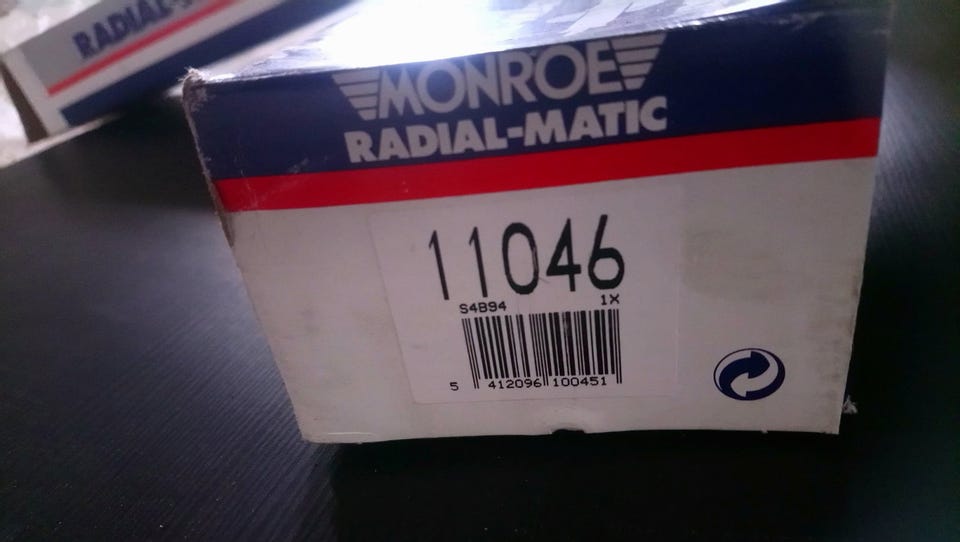 RADIAL-
MONROE
RADIAL-MATIC
11046
S4B94 1X
5 412096 100451